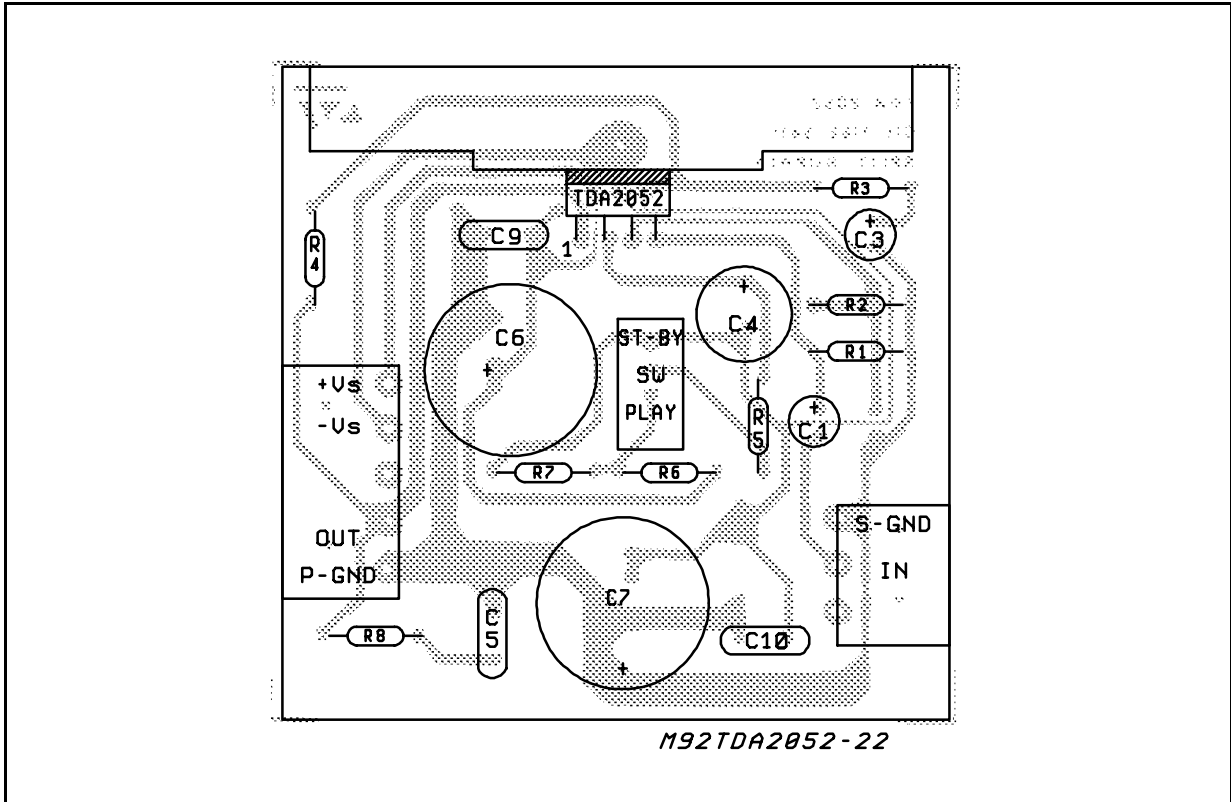 TDA2052
R3
C3
C9
1
R4
R2
C4
C6
ST-BY
R1
SW
+Vs
PLAY
-Vs
R5
C1
R7
R6
S-GND
OUT
IN
P-GND
C7
C5
R8
C10
M92TDA2052-22